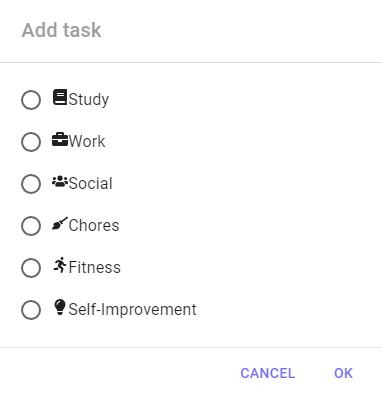 Add task
Study
Work
Social
Chores
Fitness
Self-Improvement
CANCEL OK